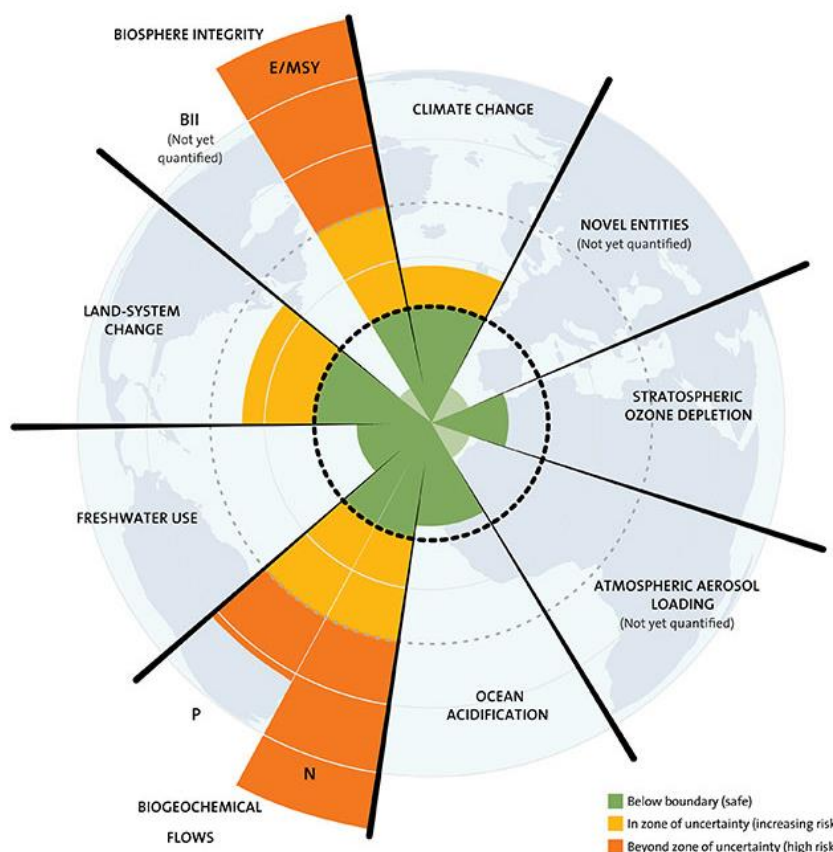 BIOSPHERE INTEGRITY
E/MSY
CLIMATE CHANGE
BII
(Not yet
quantified)
NOVEL ENTITIES
(Not yet quantified)
LAND-SYSTEM
CHANGE
STRATOSPHERIC
OZONE DEPLETION
FRESHWATER USE
ATMOSPHERIC AEROSOL
LOADING
(Not yet quantified)
OCEAN
ACIDIFICATION
P
N
BIOGEOCHEMICAL
FLOWS
Below boundary (safe)
In zone of uncertainty (increasing risk
Beyond zone of uncertainty (high risk